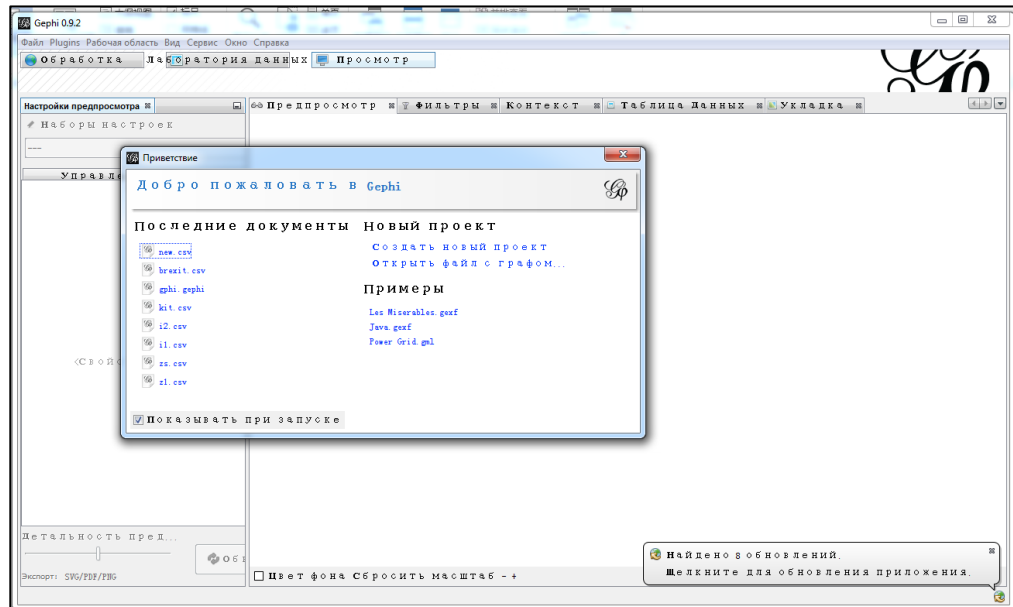 Gephi 0.9.2
Файл Plugins Рабочая область Вид Сервис Окно Справка
Обработка Лаборатория данных Просмотр
Настройки предпросмотра
Предпросмотр Фильтры Контекст Таблица Данных Укладка
Наборы настроек
---
Приветствие
Добро пожаловать в Gephi
Последние документы
new.csv
brexit.csv
gphi.gephi
kit.csv
i2.csv
i1.csv
zs.csv
zl.csv
Новый проект
Создать новый проект
Открыть файл с графом...
Примеры
Les Miserables.gexf
Java.gexf
Power Grid.gml
Показывать при запуске
Детальность пред...
Экспорт: SVG/PDF/PNG
Цвет фона Сбросить масштаб - +
Найдено 8 обновлений.
Щелкните для обновления приложения.